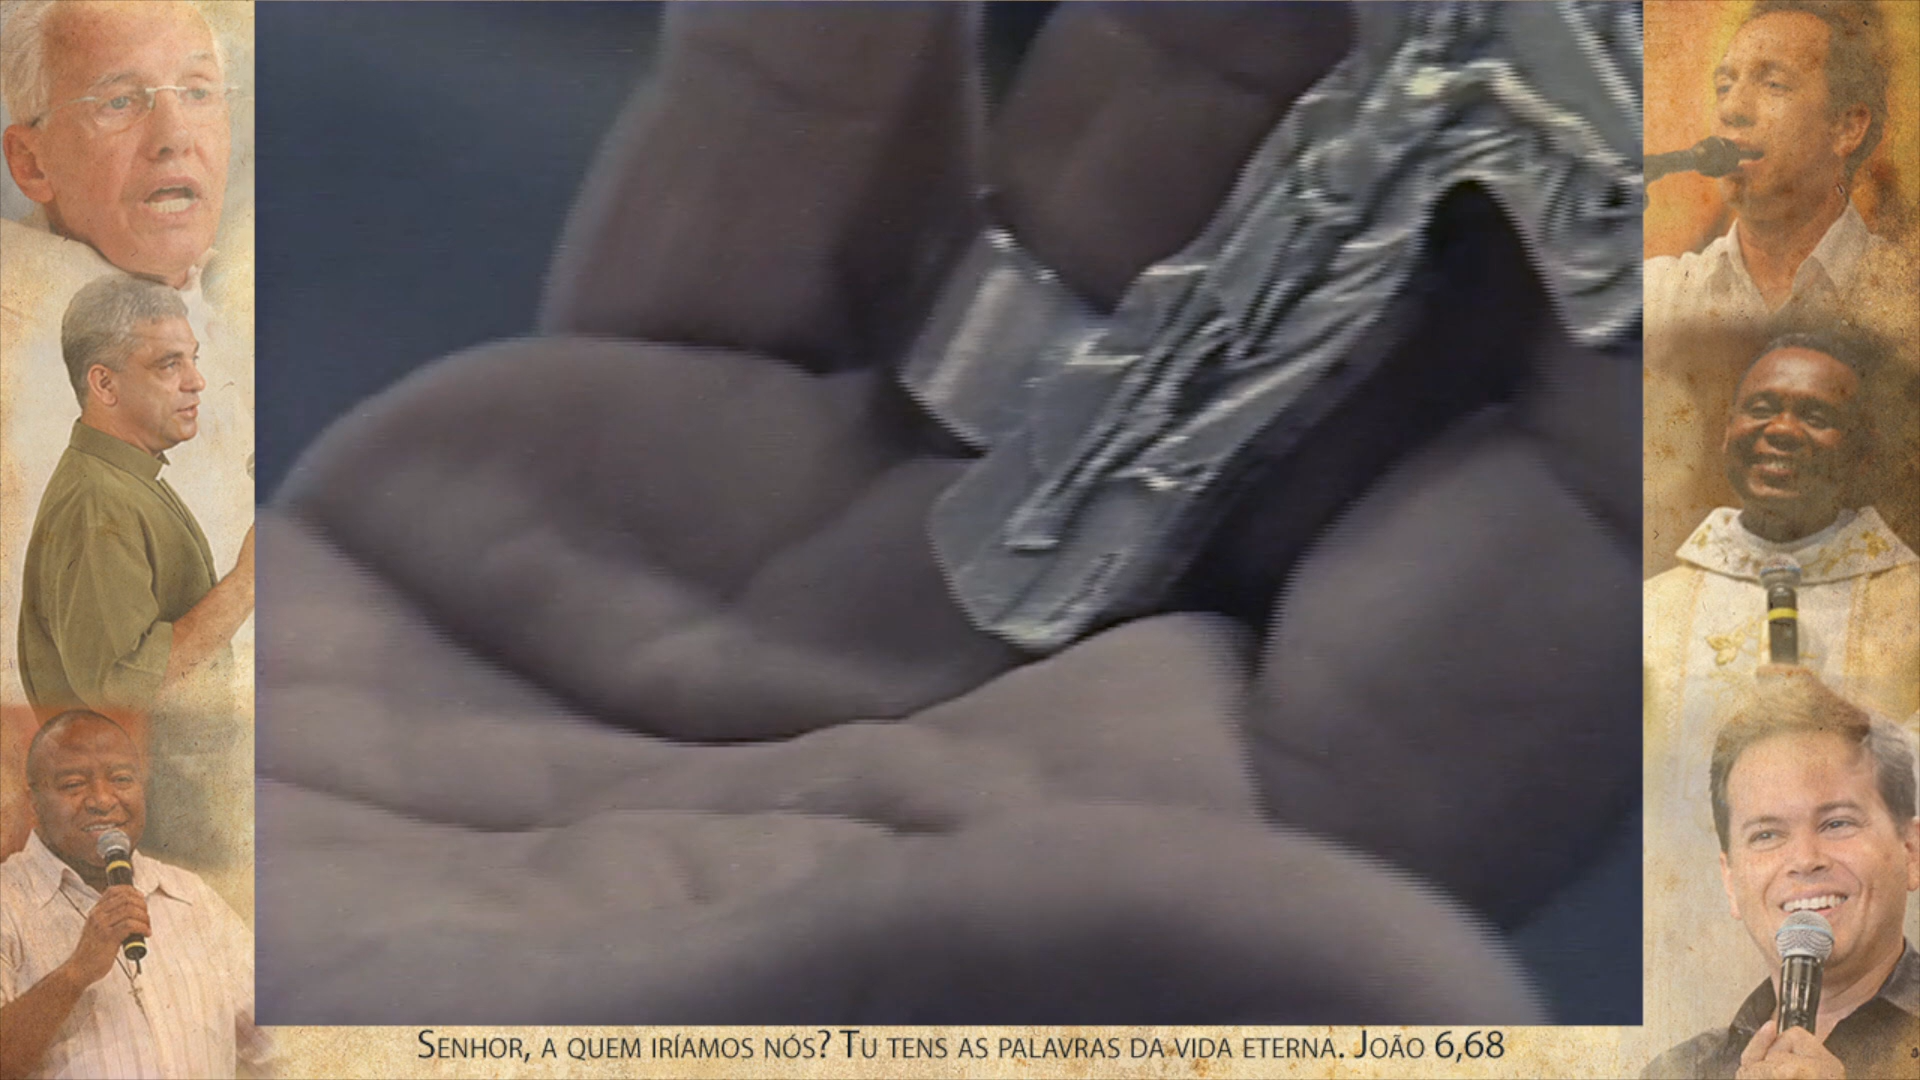 Senhor, a quem iríamos nós? Tu tens as palavras da vida eterna. João 6,68